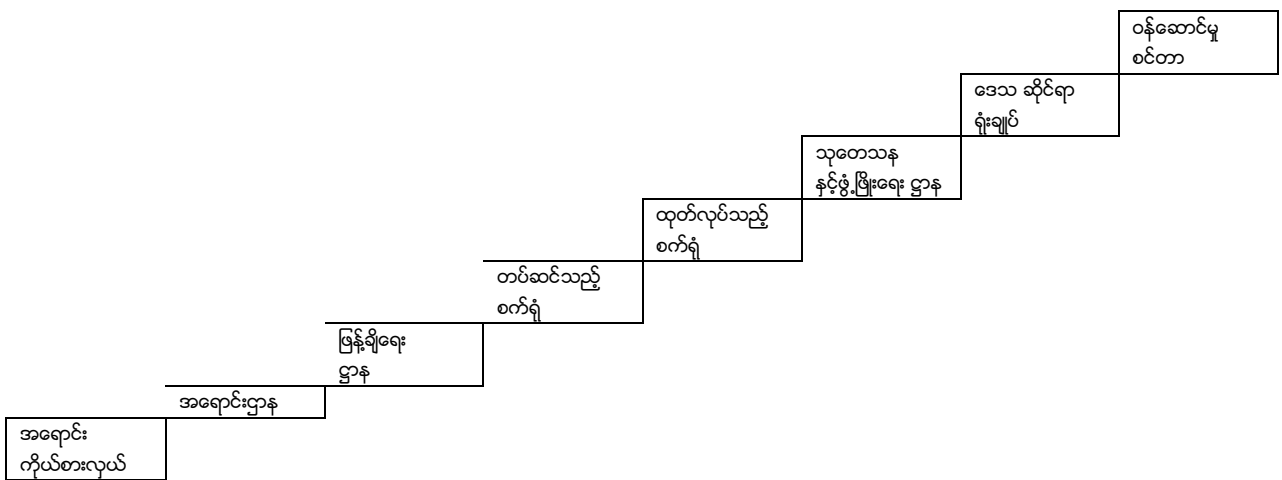 ဝန်ဆောင်မှု
စင်တာ
ဒေသ ဆိုင်ရာ
ရုံးချုပ်
သုတေသန
နှင့်ဖွံ့ဖြိုးရေး ဋ္ဌာန
ထုတ်လုပ်သည့်
စက်ရုံ
တပ်ဆင်သည့်
စက်ရုံ
ဖြန့်ချိရေး
ဋ္ဌာန
အရောင်းဌာန
အရောင်း
ကိုယ်စားလှယ်